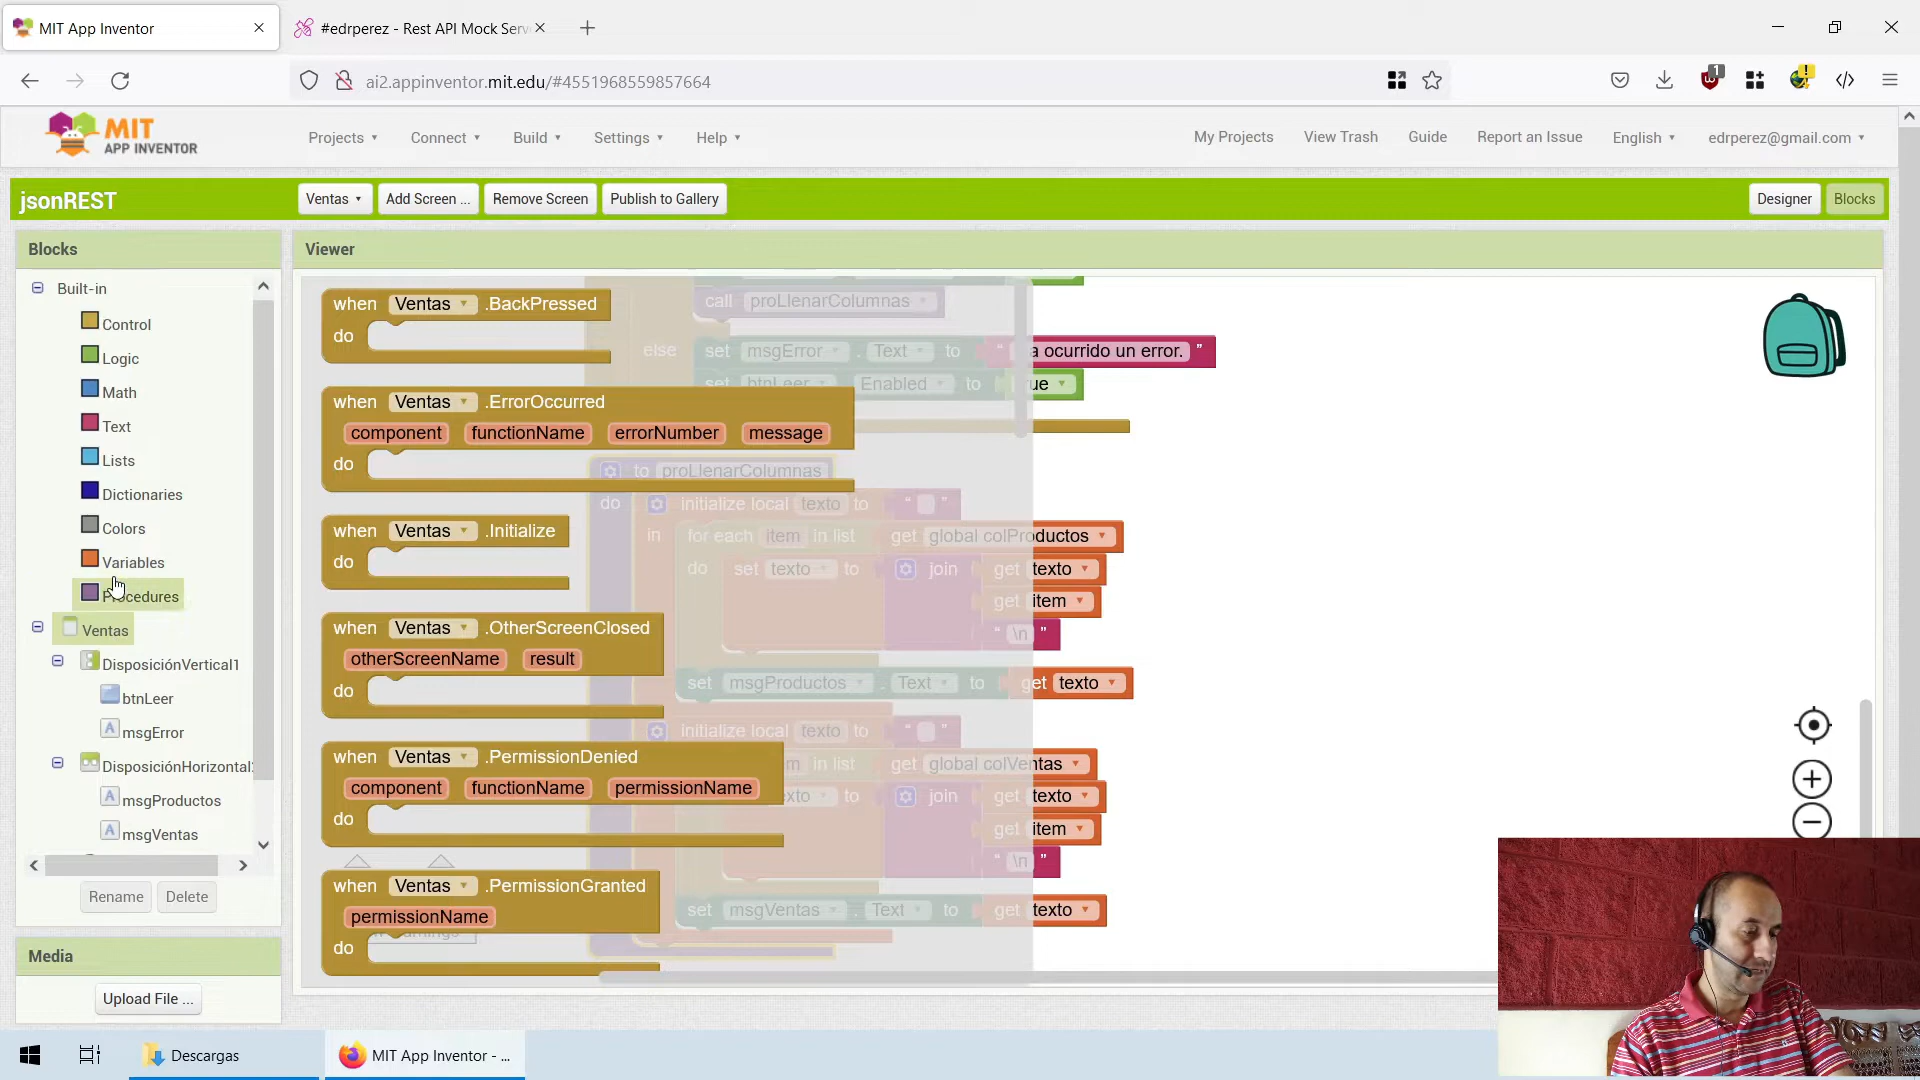 MIT App Inventor
#edrperez - Rest API Mock Serv
ai2.appinventor.mit.edu/#4551968559857664
1
MIT
APP INVENTOR
Projects
Connect
Build
Settings
Help
My Projects
View Trash
Guide
Report an Issue
English
edrperez@gmail.com
jsonREST
Ventas
Add Screen ...
Remove Screen
Publish to Gallery
Designer
Blocks
Blocks
Viewer
Built-in
Control
Logic
Math
Text
Lists
Dictionaries
Colors
Variables
Procedures
Ventas
DisposiciónVertical1
btnLeer
msgError
DisposiciónHorizontal
msgProductos
msgVentas
Rename
Delete
Media
Upload File ...
when Ventas .BackPressed
do
when Ventas .ErrorOccurred
component functionName errorNumber message
do
when Ventas .Initialize
do
when Ventas .OtherScreenClosed
otherScreenName result
do
when Ventas .PermissionDenied
component functionName permissionName
do
when Ventas .PermissionGranted
permissionName
do
call proLlenarColumnas
else set msgError . Text to " a ocurrido un error. "
set btnLeer . Enabled to ue
to proLlenarColumnas
do initialize local texto to " "
in for each item in list get global colProductos
do set texto to join get texto
get item
" \n "
set msgProductos . Text to get texto
initialize local texto to " "
in list get global colVentas
to join get texto
get item
" \n "
set msgVentas . Text to get texto
Descargas
MIT App Inventor - ...